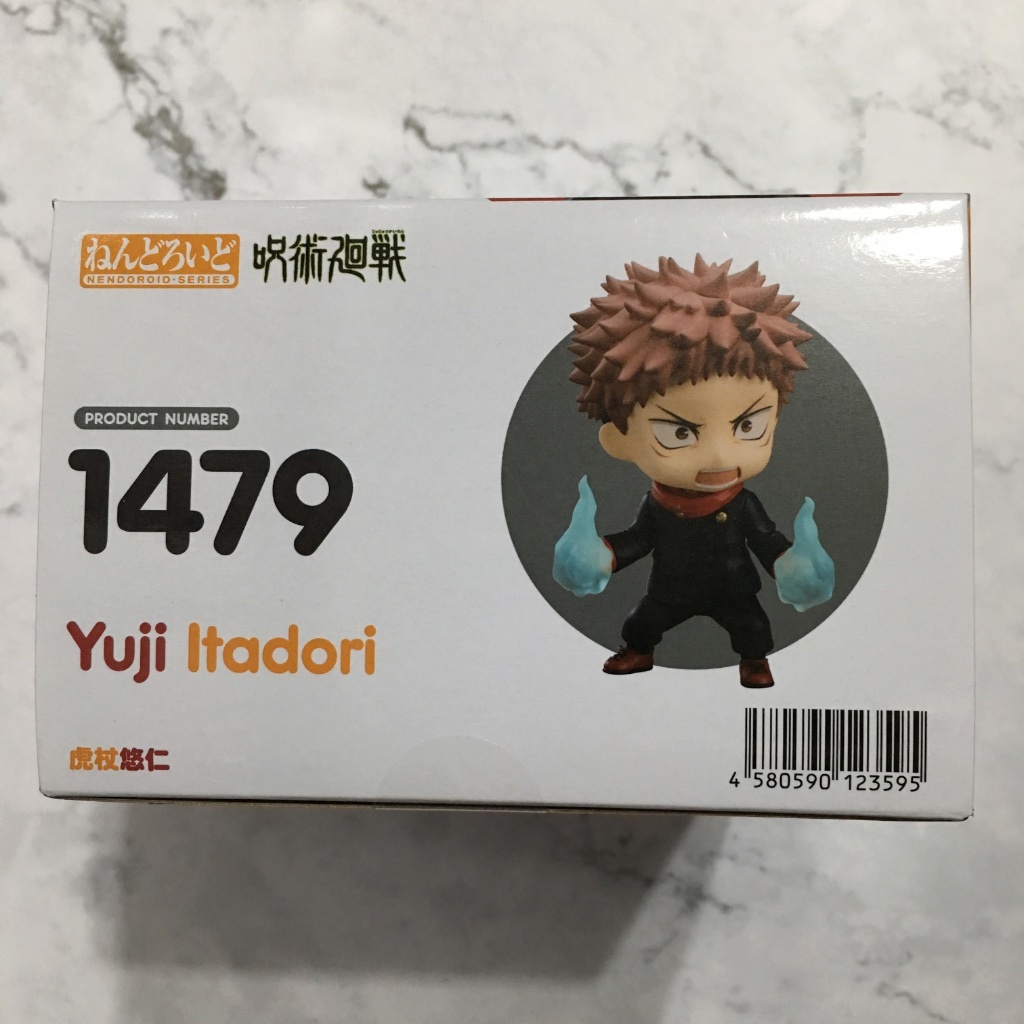 ねんどろいど
NENDOROID-SERIES
呪術廻戦
PRODUCT NUMBER
1479
Yuji Itadori
虎杖悠仁
4 580590 123595